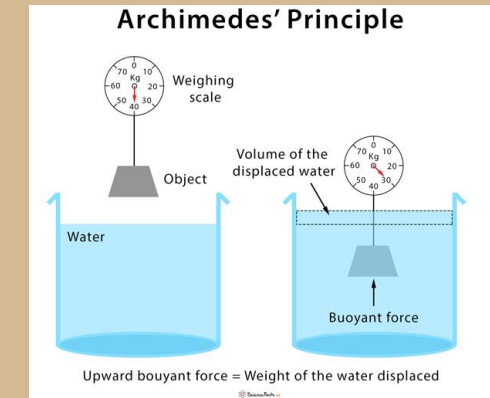 Archimedes' Principle
0
70
10
Kg
60
20
50
30
40
Weighing
scale
Object
Water
Volume of the
displaced water
0
70
10
Kg
60
20
50
30
40
Buoyant force
Upward bouyant force = Weight of the water displaced